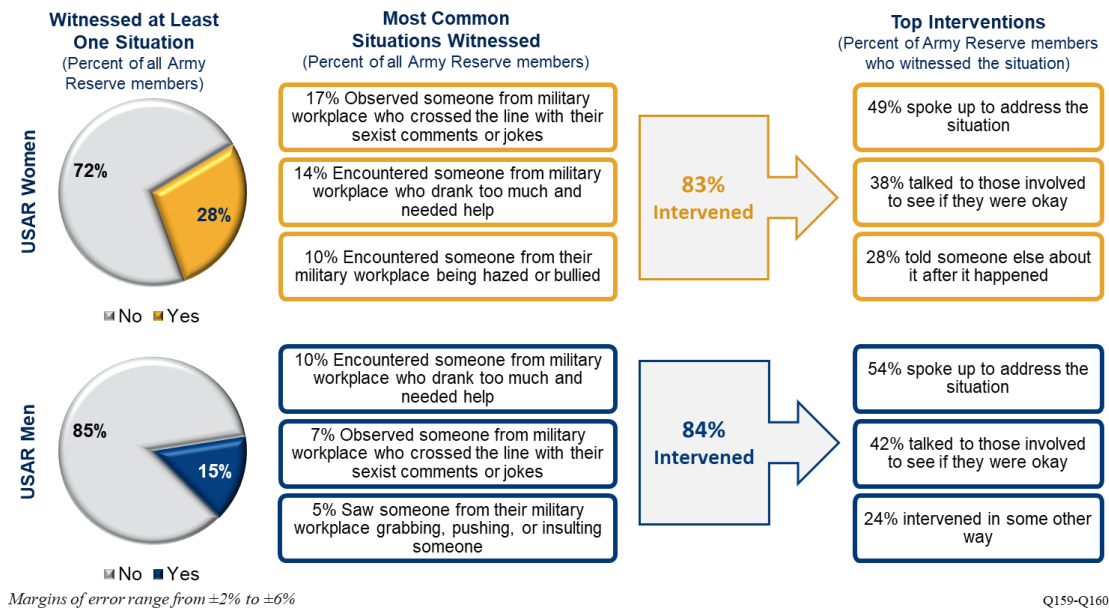 Witnessed at Least
One Situation
(Percent of all Army
Reserve members)
Most Common
Situations Witnessed
(Percent of all Army Reserve members)
Top Interventions
(Percent of Army Reserve members
who witnessed the situation)
USAR Women
72%
28%
No Yes
17% Observed someone from military
workplace who crossed the line with their
sexist comments or jokes
14% Encountered someone from military
workplace who drank too much and
needed help
10% Encountered someone from their
military workplace being hazed or bullied
83%
Intervened
49% spoke up to address the
situation
38% talked to those involved
to see if they were okay
28% told someone else about
it after it happened
USAR Men
85%
15%
No Yes
10% Encountered someone from military
workplace who drank too much and
needed help
7% Observed someone from military
workplace who crossed the line with their
sexist comments or jokes
5% Saw someone from their military
workplace grabbing, pushing, or insulting
someone
84%
Intervened
54% spoke up to address the
situation
42% talked to those involved
to see if they were okay
24% intervened in some other
way
Margins of error range from ±2% to ±6%
Q159-Q160